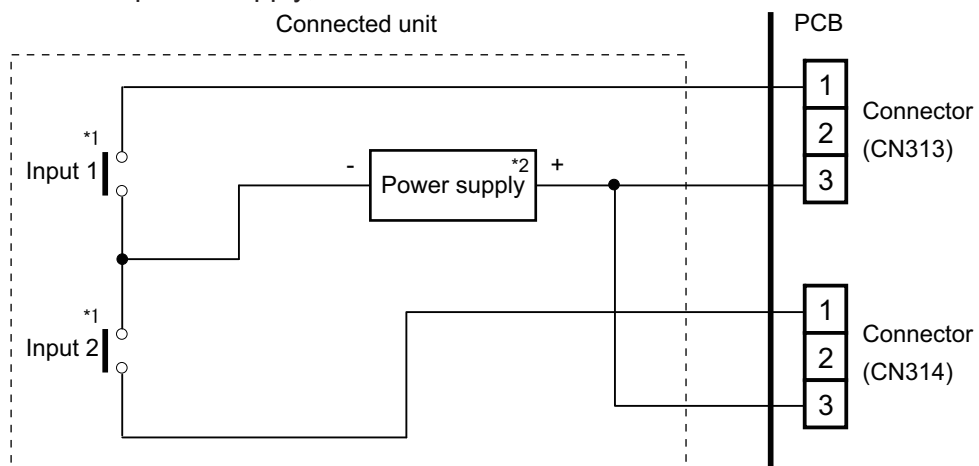 Connected unit
PCB
1
2
3
Connector
(CN313)
*1
Input 1
-
Power supply
*2
+
*1
Input 2
1
2
3
Connector
(CN314)